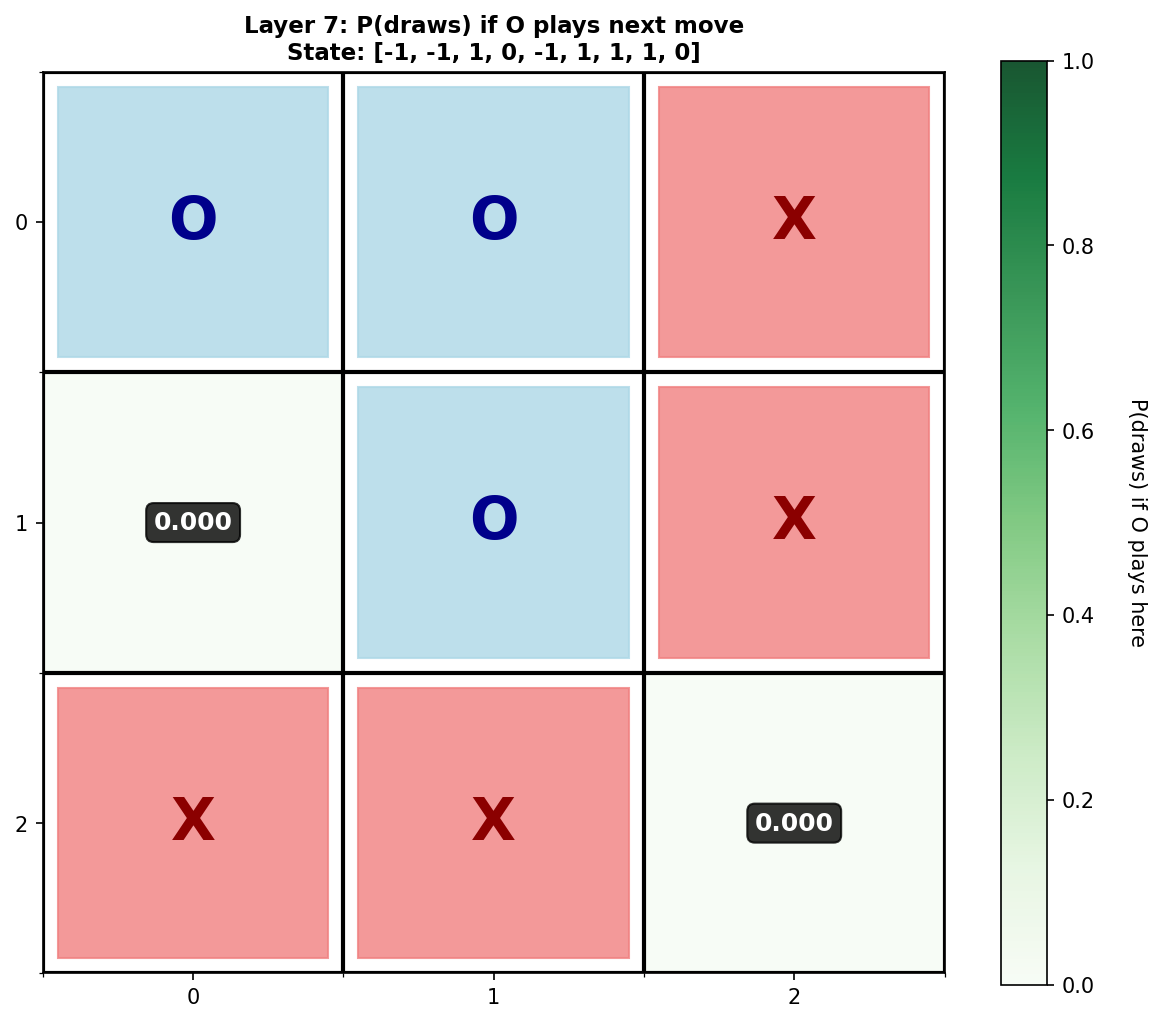 Layer 7: P(draws) if O plays next move
State: [-1, -1, 1, 0, -1, 1, 1, 1, 0]
O
O
X
0.000
O
X
X
X
0.000
0
1
2
0
1
2
1.0
0.8
0.6
0.4
0.2
0.0
P(draws) if O plays here